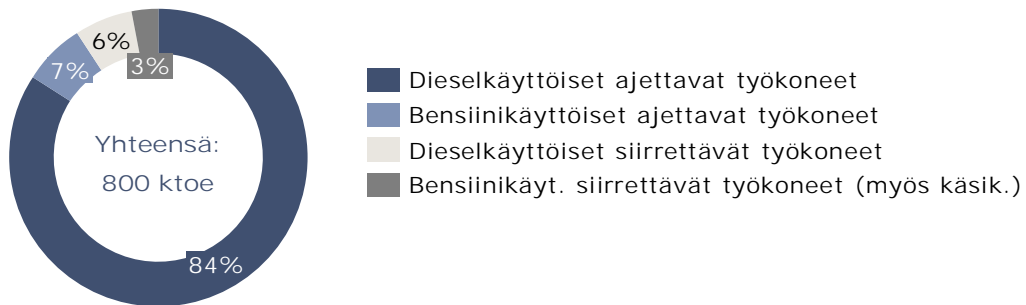 6%
7%
3%
Yhteensä:
800 ktoe
84%
Dieselkäyttöiset ajettavat työkoneet
Bensiinikäyttöiset ajettavat työkoneet
Dieselkäyttöiset siirrettävät työkoneet
Bensiinikäyt. siirrettävät työkoneet (myös käsik.)